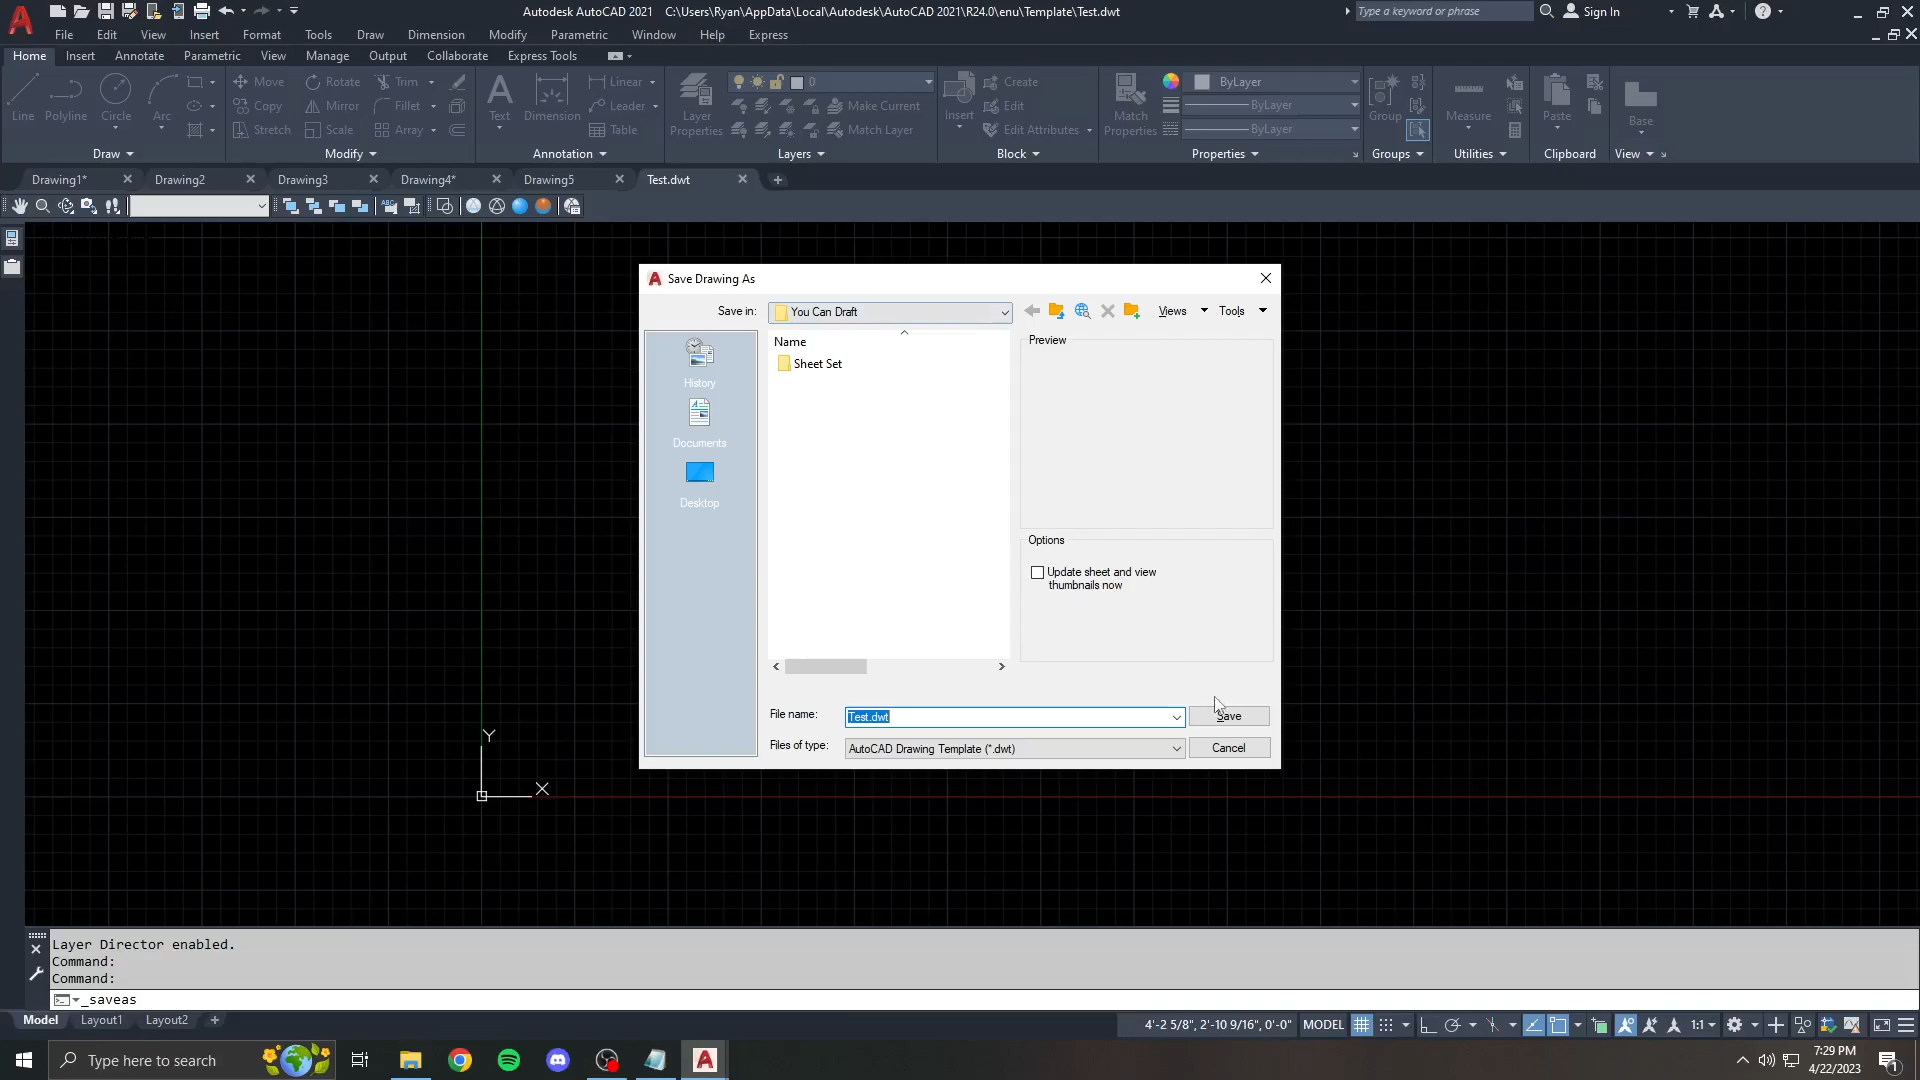 Autodesk AutoCAD 2021 C:\Users\Ryan\AppData\Local\Autodesk\AutoCAD 2021\R24.0\enu\Template\Test.dwt
Type a keyword or phrase
Sign In
File Edit View Insert Format Tools Draw Dimension Modify Parametric Window Help Express
Home Insert Annotate Parametric View Manage Output Collaborate Express Tools
Line Polyline Circle Arc
Move Rotate Trim
Copy Mirror Fillet
Stretch Scale Array
Text Dimension
Linear
Leader
Table
Layer Properties
0
Make Current
Match Layer
Insert
Create
Edit
Edit Attributes
Match Properties
ByLayer
ByLayer
ByLayer
Group
Measure
Paste
Base
Draw Modify Annotation Layers Block Properties Groups Utilities Clipboard View
Drawing1* Drawing2 Drawing3 Drawing4* Drawing5 Test.dwt
Save Drawing As
Save in: You Can Draft
Views Tools
History
Documents
Desktop
Name
Sheet Set
Preview
Options
Update sheet and view
thumbnails now
File name: Test.dwt
Save
Files of type: AutoCAD Drawing Template (*.dwt)
Cancel
Y
X
Layer Director enabled.
Command:
Command:
_saveas
Model Layout1 Layout2
4'-2 5/8", 2'-10 9/16", 0'-0" MODEL
1:1
Type here to search
7:29 PM
4/22/2023
1